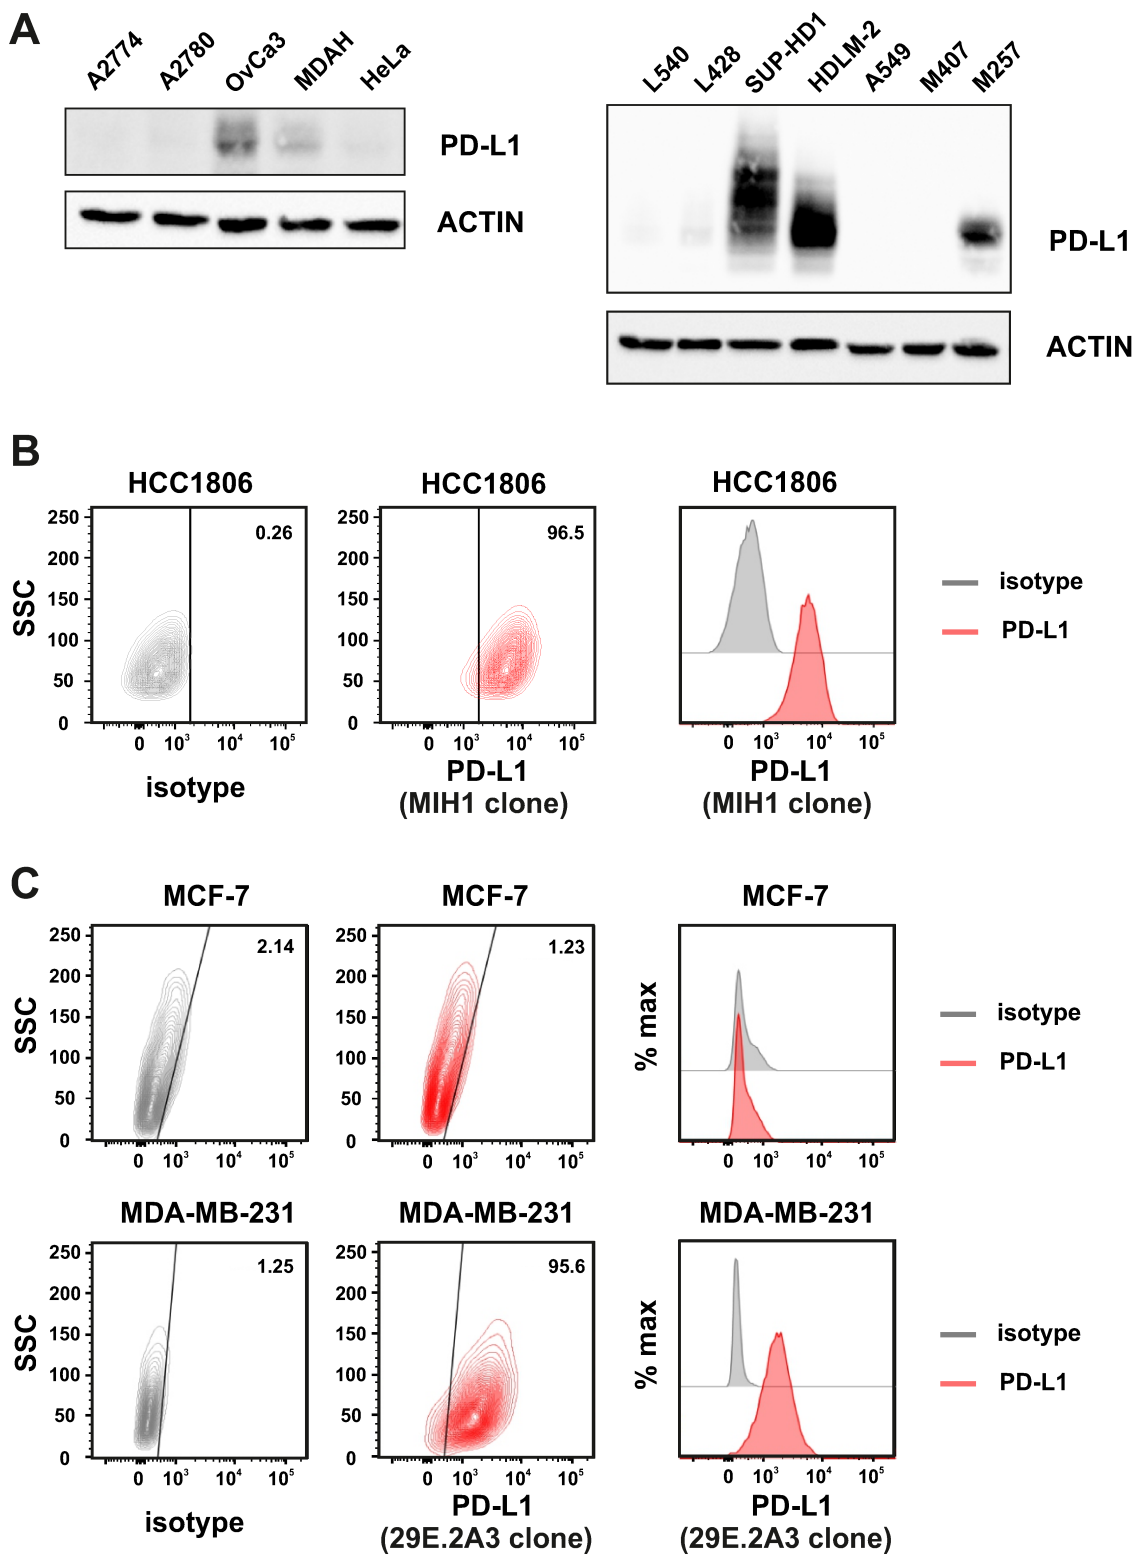 A
A2774
A2780
OvCa3
MDAH
HeLa
PD-L1
ACTIN
L540
L428
SUP-HD1
HDLM-2
A549
M407
M257
PD-L1
ACTIN
B
HCC1806
HCC1806
HCC1806
SSC
250
200
150
100
50
0
0.26
0 10³ 10⁴ 10⁵
isotype
250
200
150
100
50
0
96.5
0 10³ 10⁴ 10⁵
PD-L1
(MIH1 clone)
0 10³ 10⁴ 10⁵
PD-L1
(MIH1 clone)
isotype
PD-L1
C
MCF-7
MCF-7
MCF-7
SSC
250
200
150
100
50
0
2.14
0 10³ 10⁴ 10⁵
250
200
150
100
50
0
1.23
0 10³ 10⁴ 10⁵
% max
0 10³ 10⁴ 10⁵
isotype
PD-L1
MDA-MB-231
MDA-MB-231
MDA-MB-231
SSC
250
200
150
100
50
0
1.25
0 10³ 10⁴ 10⁵
isotype
250
200
150
100
50
0
95.6
0 10³ 10⁴ 10⁵
PD-L1
(29E.2A3 clone)
% max
0 10³ 10⁴ 10⁵
PD-L1
(29E.2A3 clone)
isotype
PD-L1